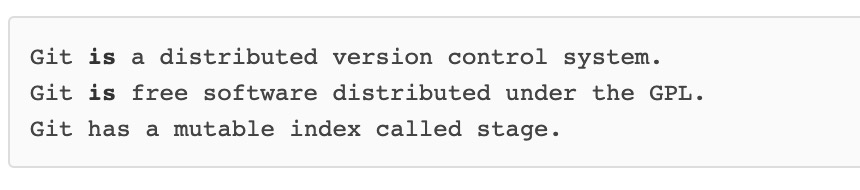 Git is a distributed version control system.
Git is free software distributed under the GPL.
Git has a mutable index called stage.